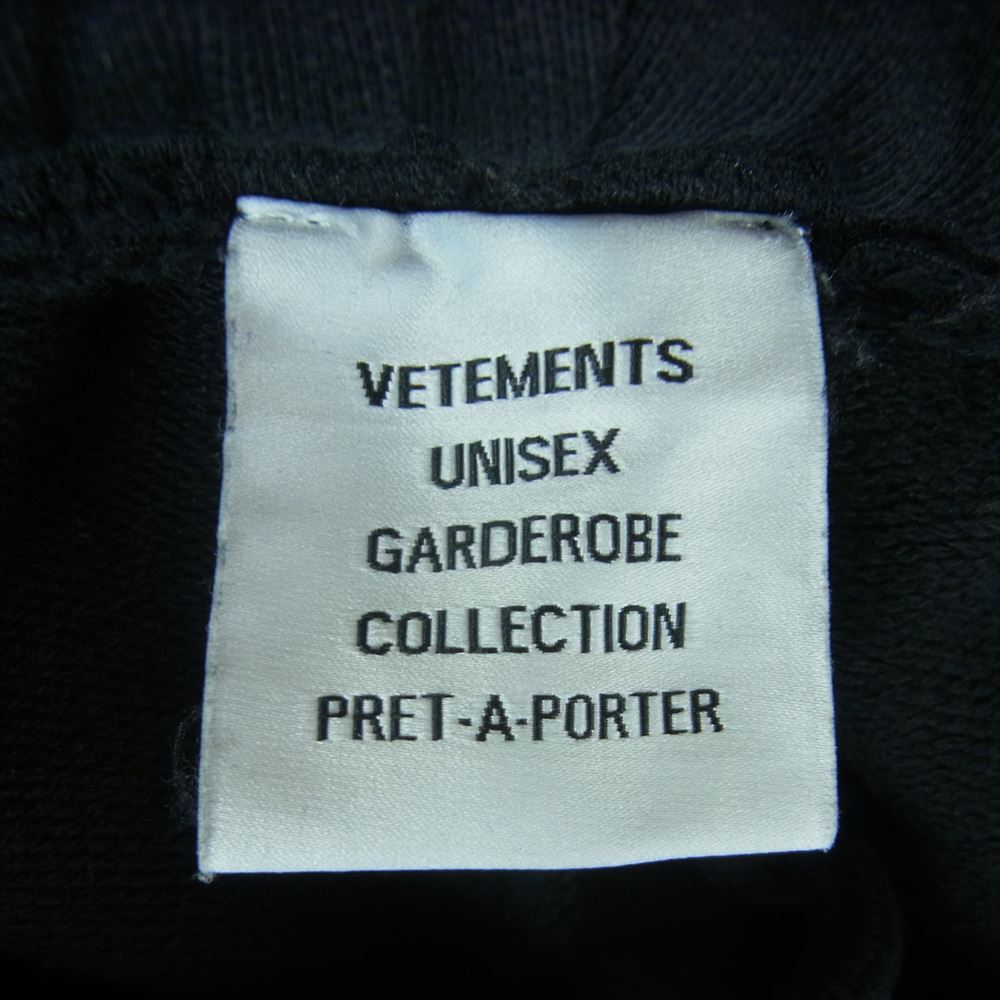 VETEMENTS
UNISEX
GARDEROBE
COLLECTION
PRET-A-PORTER